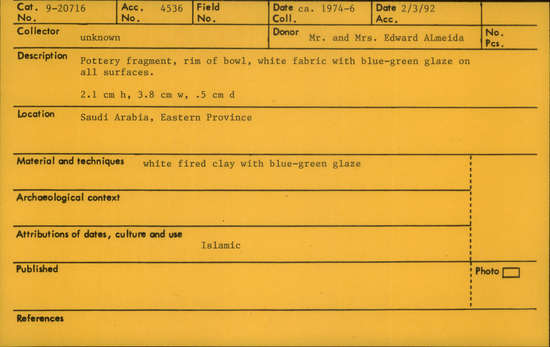 Cat. No. 9-20716 Acc. No. 4536 Field No. Date Coll. ca. 1974-6 Date Acc. 2/3/92
Collector unknown Donor Mr. and Mrs. Edward ALmeida No. Pcs.
Description Pottery fragment, rim of bowl, white fabric with blue-green glaze on
all surfaces.
2.1 cm h, 3.8 cm w, .5 cm d
Location Saudi Arabia, Eastern Province
Material and techniques white fired clay with blue-green glaze
Archaeological context
Attributions of dates, culture and use
Islamic
Published Photo
References